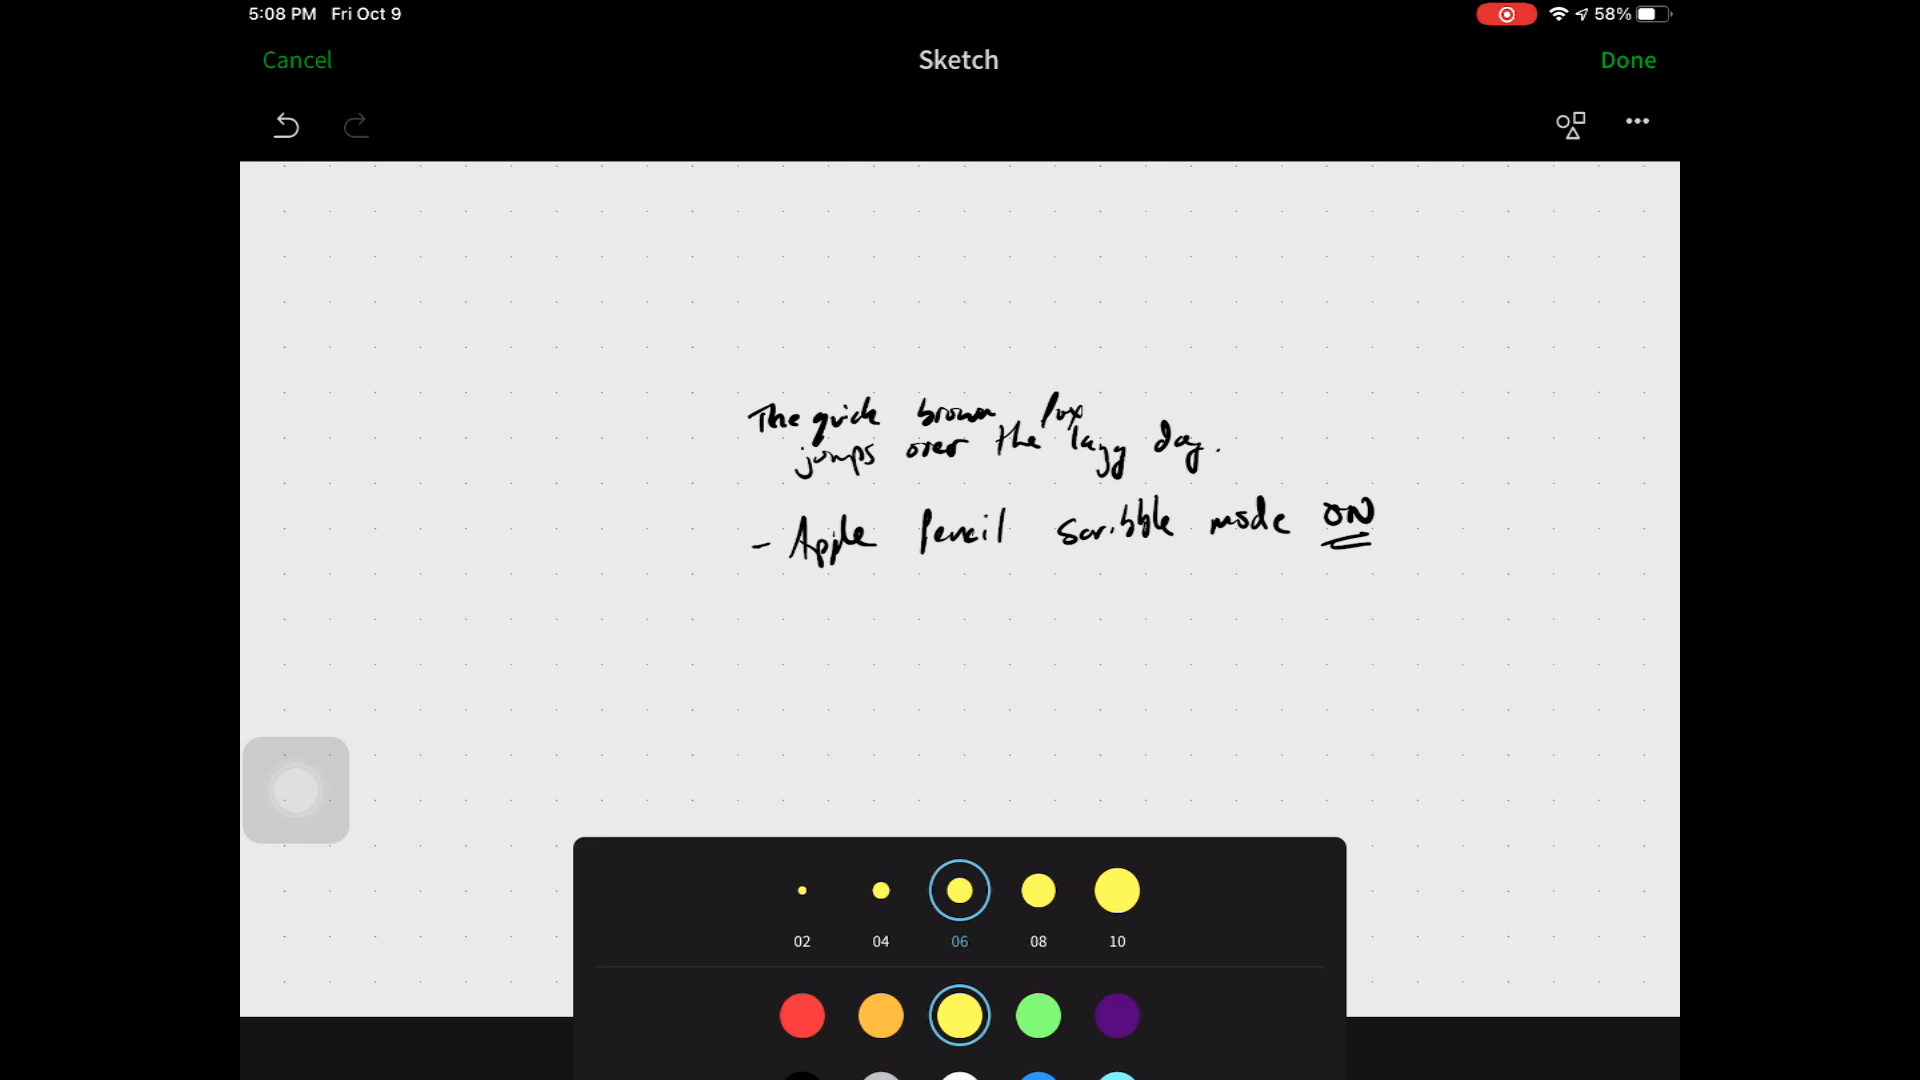 5:08 PM Fri Oct 9
58%
Cancel
Sketch
Done
The quick brown fox
jumps over the lazy dog.
- Apple Pencil scribble mode ON
02 04 06 08 10